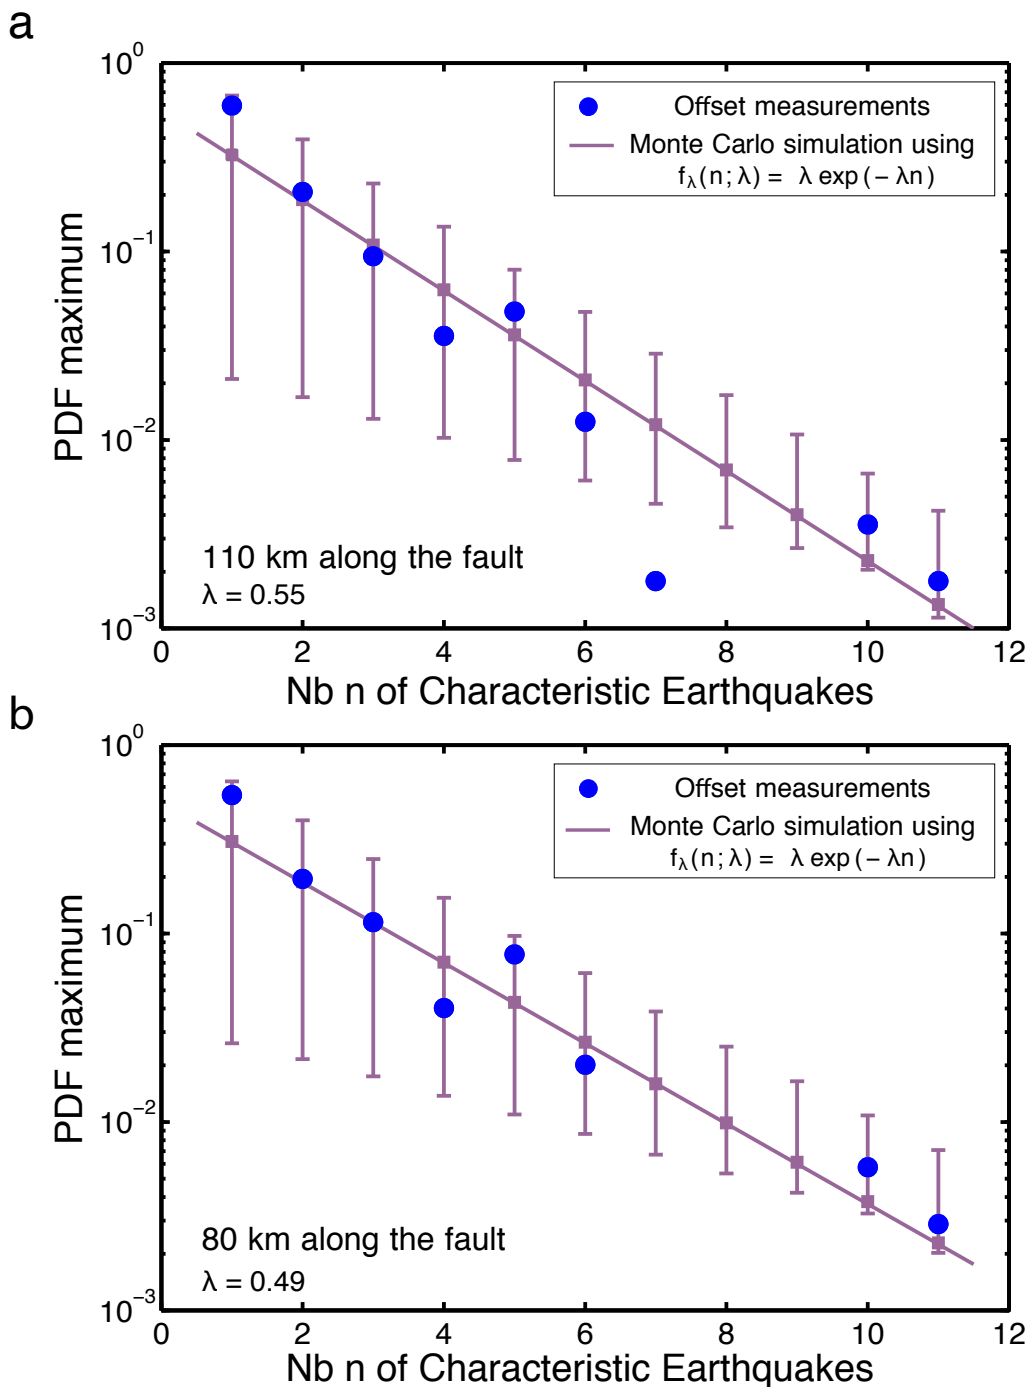 a
10^0
10^-1
10^-2
10^-3
PDF maximum
Offset measurements
Monte Carlo simulation using
f_λ(n; λ) = λ exp(− λn)
110 km along the fault
λ = 0.55
0 2 4 6 8 10 12
Nb n of Characteristic Earthquakes
b
10^0
10^-1
10^-2
10^-3
PDF maximum
Offset measurements
Monte Carlo simulation using
f_λ(n; λ) = λ exp(− λn)
80 km along the fault
λ = 0.49
0 2 4 6 8 10 12
Nb n of Characteristic Earthquakes